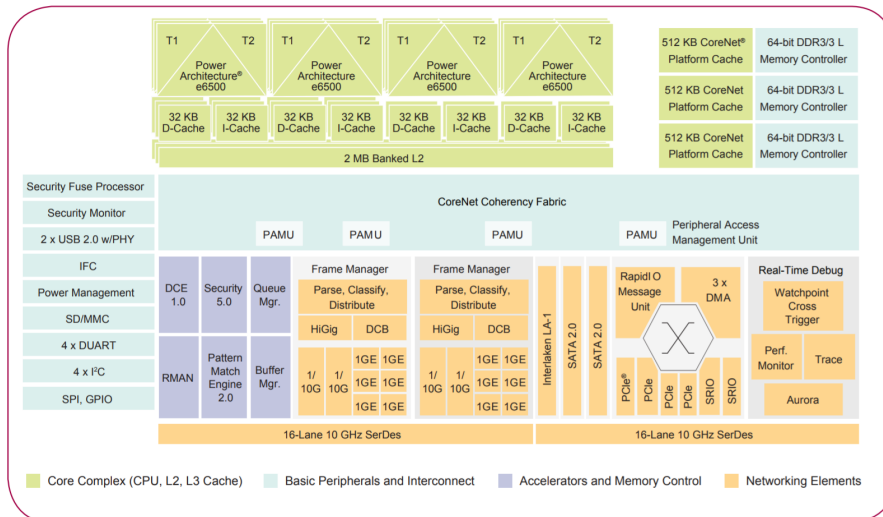 T1 T2 T1 T2 T1 T2 T1 T2
Power
Architecture®
e6500
Power
Architecture
e6500
Power
Architecture
e6500
Power
Architecture
e6500
32 KB
D-Cache
32 KB
I-Cache
32 KB
D-Cache
32 KB
I-Cache
32 KB
D-Cache
32 KB
I-Cache
32 KB
D-Cache
32 KB
I-Cache
2 MB Banked L2
512 KB CoreNet®
Platform Cache
64-bit DDR3/3 L
Memory Controller
512 KB CoreNet
Platform Cache
64-bit DDR3/3 L
Memory Controller
512 KB CoreNet
Platform Cache
64-bit DDR3/3 L
Memory Controller
Security Fuse Processor
Security Monitor
2 x USB 2.0 w/PHY
IFC
Power Management
SD/MMC
4 x DUART
4 x I²C
SPI, GPIO
CoreNet Coherency Fabric
PAMU
PAMU
PAMU
PAMU
Peripheral Access
Management Unit
DCE
1.0
Security
5.0
Queue
Mgr.
RMAN
Pattern
Match
Engine
2.0
Buffer
Mgr.
Frame Manager
Parse, Classify,
Distribute
HiGig
DCB
1/
10G
1/
10G
1GE 1GE
1GE 1GE
1GE 1GE
Frame Manager
Parse, Classify,
Distribute
HiGig
DCB
1/
10G
1/
10G
1GE 1GE
1GE 1GE
1GE 1GE
Interlaken LA-1
SATA 2.0
SATA 2.0
RapidI O
Message
Unit
3 x
DMA
PCIe®
PCIe
PCIe
PCIe
SRIO
SRIO
Real-Time Debug
Watchpoint
Cross
Trigger
Perf.
Monitor
Trace
Aurora
16-Lane 10 GHz SerDes
16-Lane 10 GHz SerDes
Core Complex (CPU, L2, L3 Cache)
Basic Peripherals and Interconnect
Accelerators and Memory Control
Networking Elements